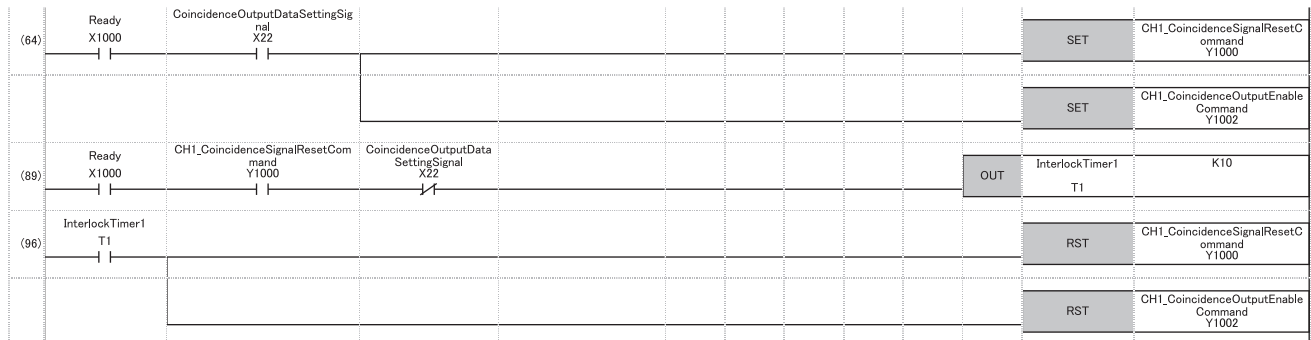 Ready
CoincidenceOutputDataSettingSig
nal
(64)
X1000
X22
SET
CH1_CoincidenceSignalResetC
ommand
Y1000
SET
CH1_CoincidenceOutputEnable
Command
Y1002
Ready
CH1_CoincidenceSignalResetCom
mand
CoincidenceOutputData
SettingSignal
(89)
X1000
Y1000
X22
OUT
InterlockTimer1
T1
K10
InterlockTimer1
(96)
T1
RST
CH1_CoincidenceSignalResetC
ommand
Y1000
RST
CH1_CoincidenceOutputEnable
Command
Y1002